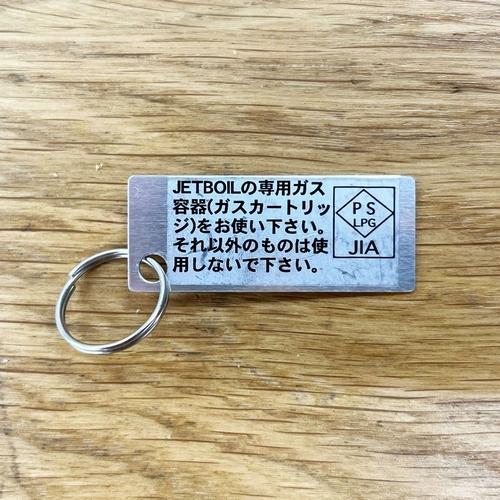 JETBOILの専用ガス
容器(ガスカートリッ
ジ)をお使い下さい。
それ以外のものは使
用しないで下さい。
PS
LPG
JIA